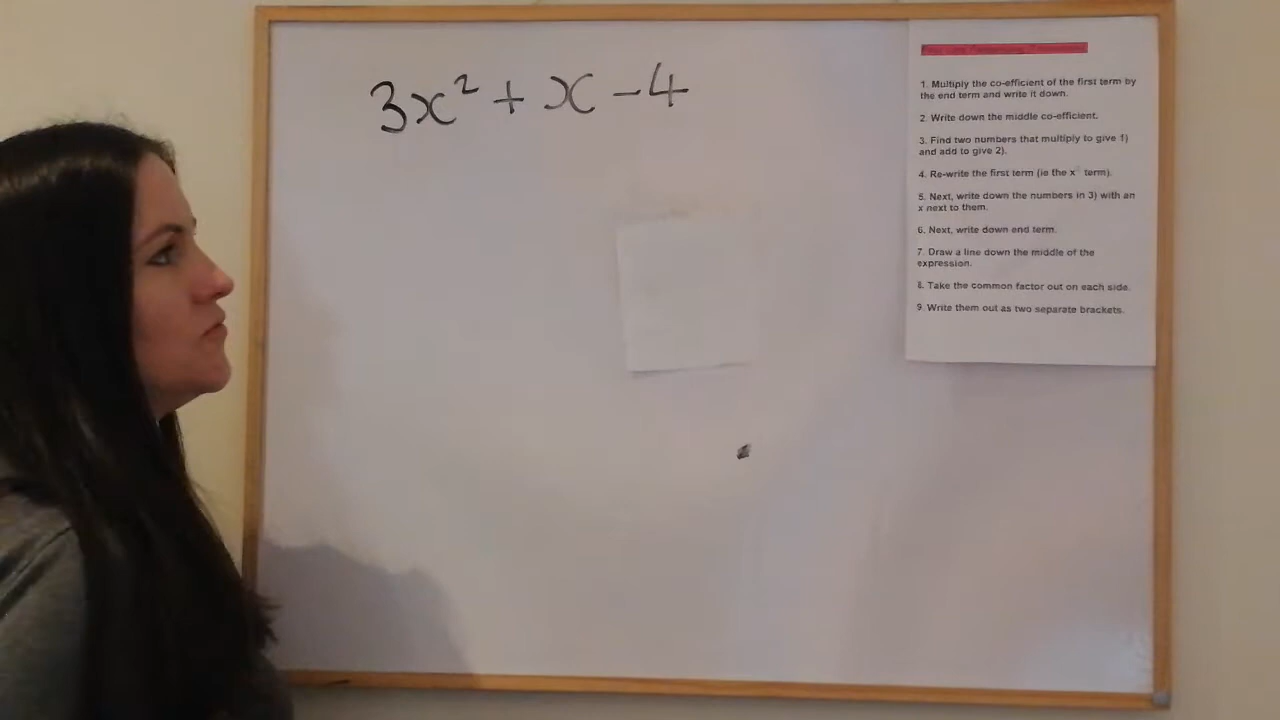 3x² + x - 4
1. Multiply the co-efficient of the first term by
the end term and write it down.
2. Write down the middle co-efficient.
3. Find two numbers that multiply to give 1)
and add to give 2).
4. Re-write the first term (ie the x² term).
5. Next, write down the numbers in 3) with an
x next to them.
6. Next, write down end term.
7. Draw a line down the middle of the
expression.
8. Take the common factor out on each side.
9. Write them out as two separate brackets.